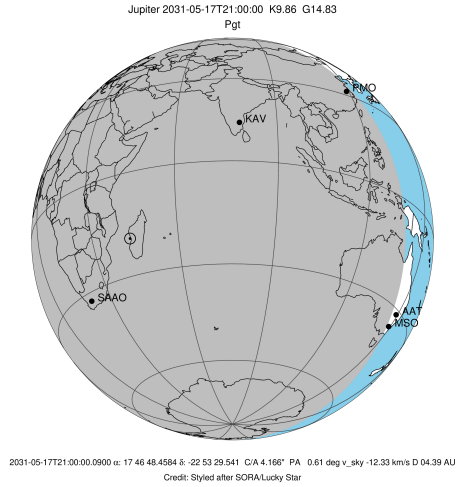 Jupiter 2031-05-17T21:00:00 K9.86 G14.83
Pgt
PMO
KAV
SAAO
AAT
MSO
2031-05-17T21:00:00.0900 α: 17 46 48.4584 δ: -22 53 29.541 C/A 4.166" PA 0.61 deg v_sky -12.33 km/s D 04.39 AU
Credit: Styled after SORA/Lucky Star